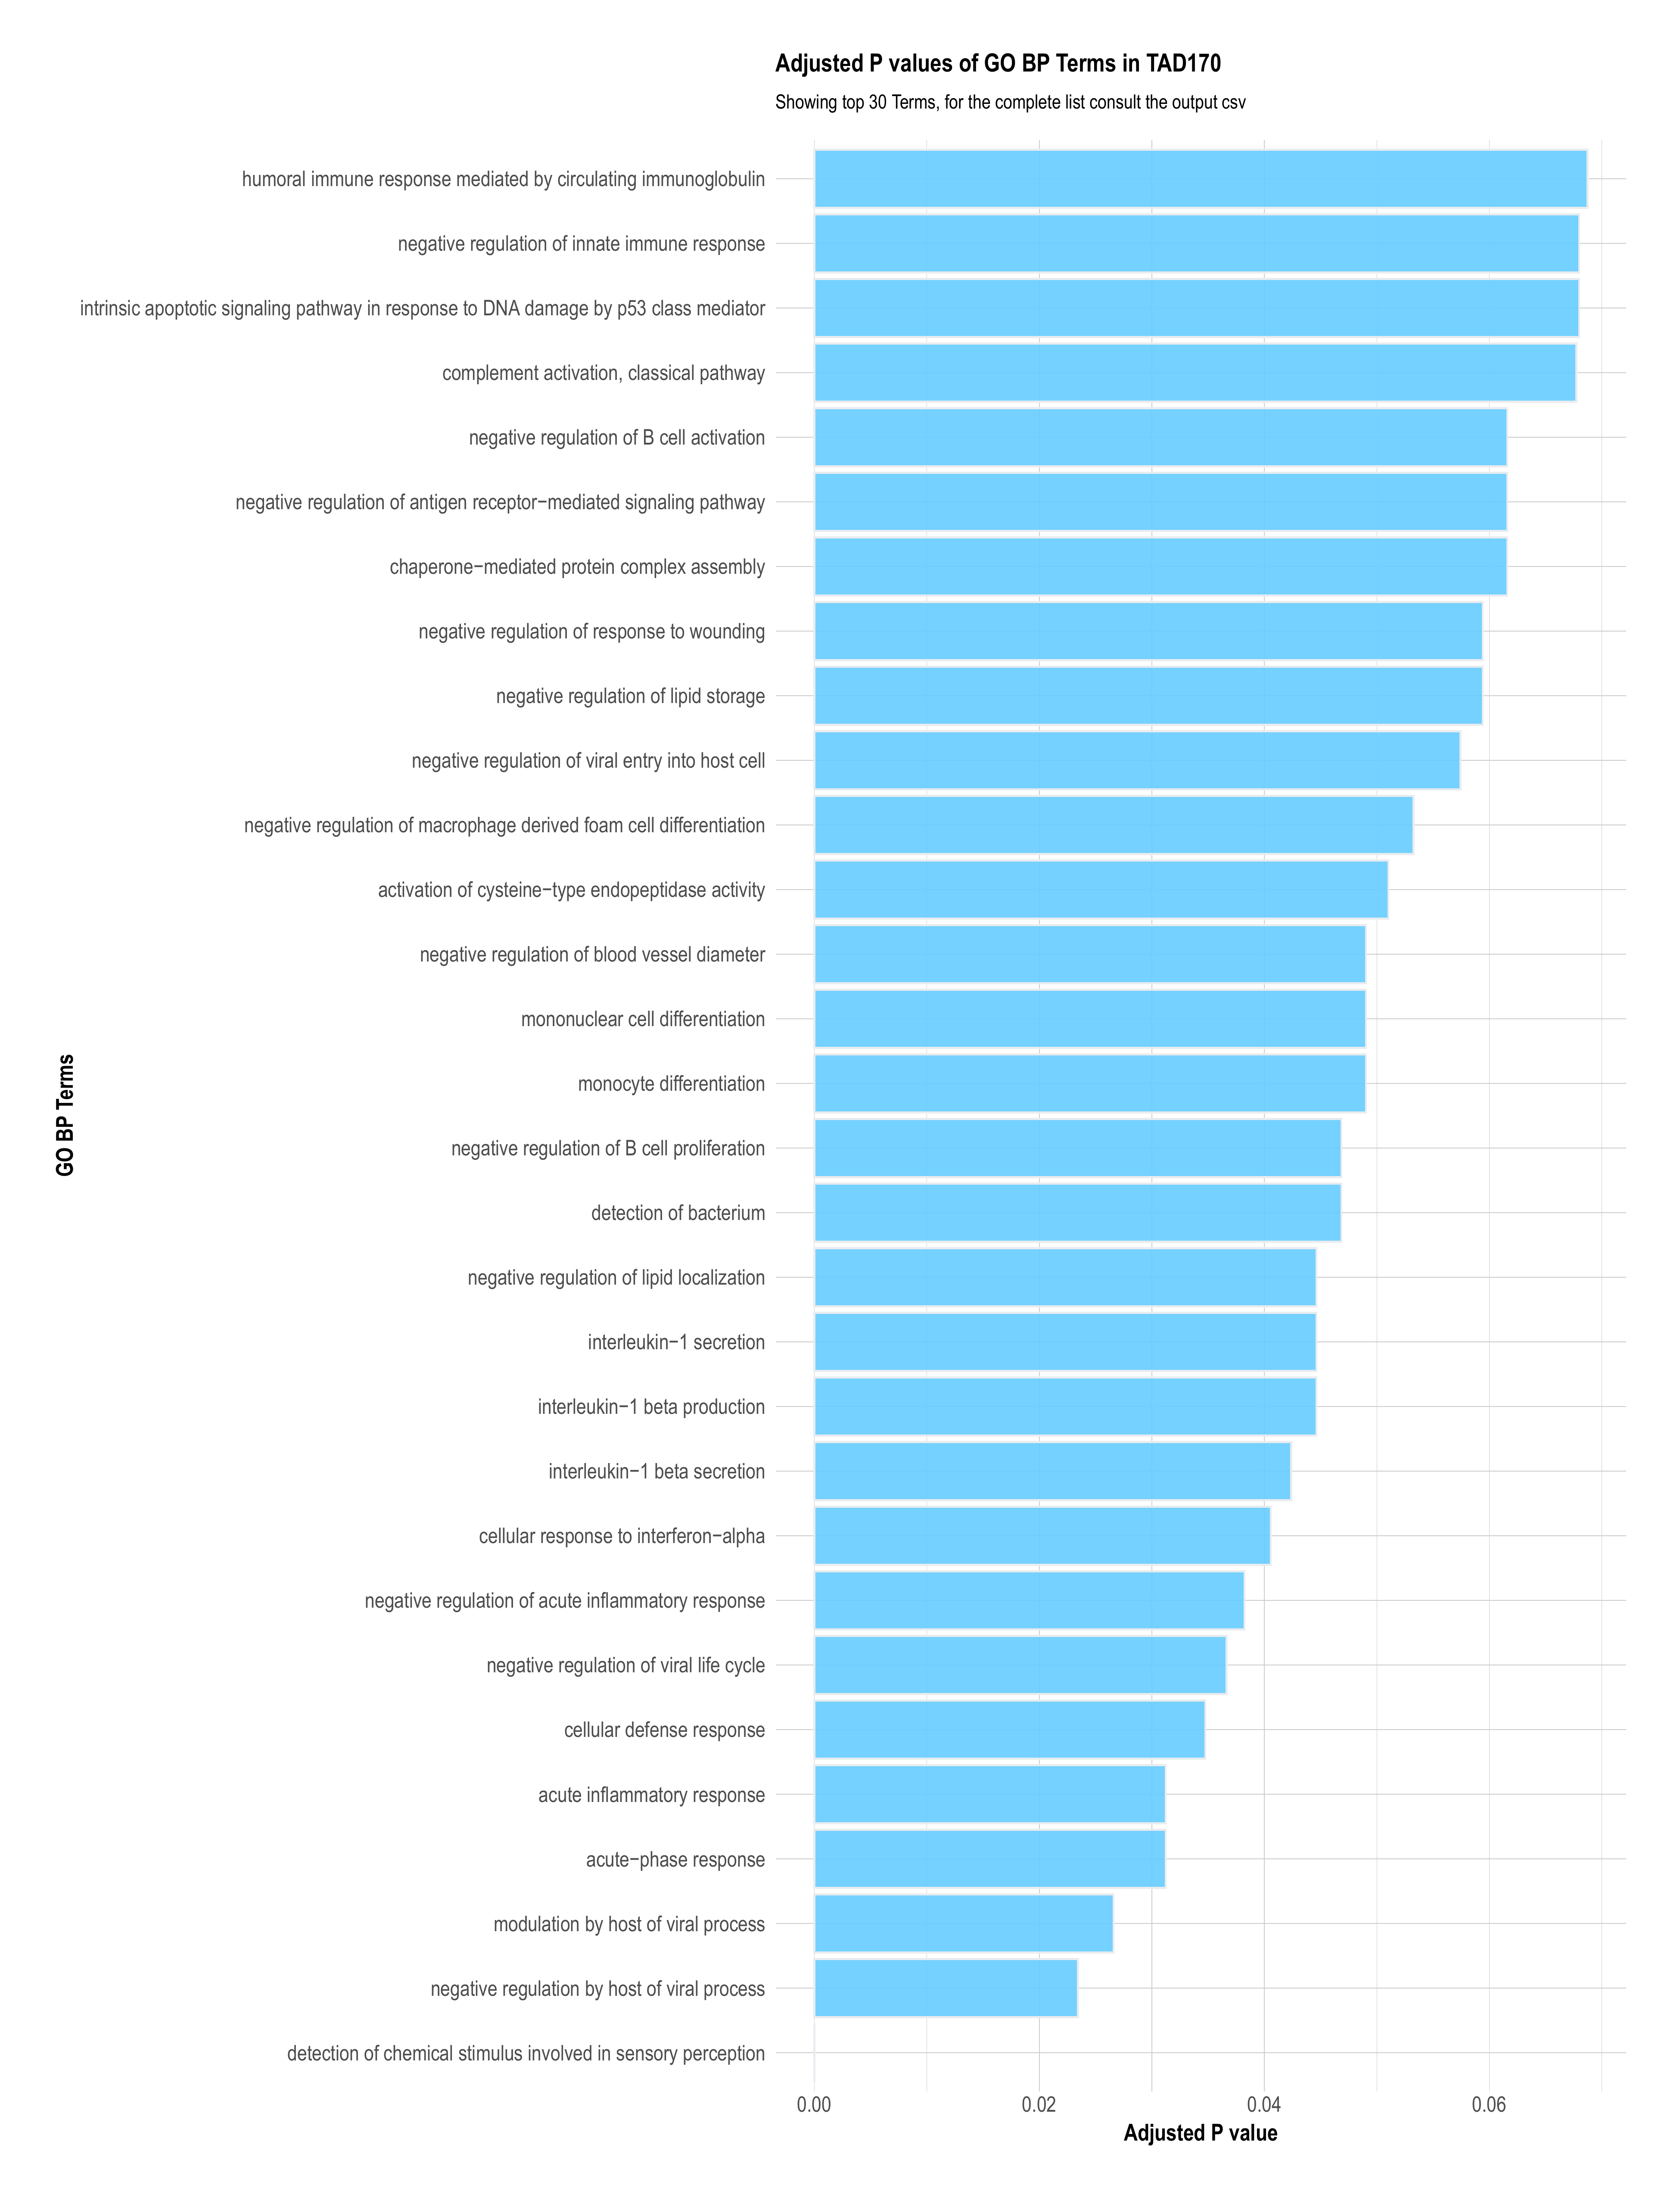 Adjusted P values of GO BP Terms in TAD170
Showing top 30 Terms, for the complete list consult the output csv
humoral immune response mediated by circulating immunoglobulin
negative regulation of innate immune response
intrinsic apoptotic signaling pathway in response to DNA damage by p53 class mediator
complement activation, classical pathway
negative regulation of B cell activation
negative regulation of antigen receptor−mediated signaling pathway
chaperone−mediated protein complex assembly
negative regulation of response to wounding
negative regulation of lipid storage
negative regulation of viral entry into host cell
negative regulation of macrophage derived foam cell differentiation
activation of cysteine−type endopeptidase activity
negative regulation of blood vessel diameter
mononuclear cell differentiation
monocyte differentiation
negative regulation of B cell proliferation
detection of bacterium
negative regulation of lipid localization
interleukin−1 secretion
interleukin−1 beta production
interleukin−1 beta secretion
cellular response to interferon−alpha
negative regulation of acute inflammatory response
negative regulation of viral life cycle
cellular defense response
acute inflammatory response
acute−phase response
modulation by host of viral process
negative regulation by host of viral process
detection of chemical stimulus involved in sensory perception
GO BP Terms
0.00 0.02 0.04 0.06
Adjusted P value